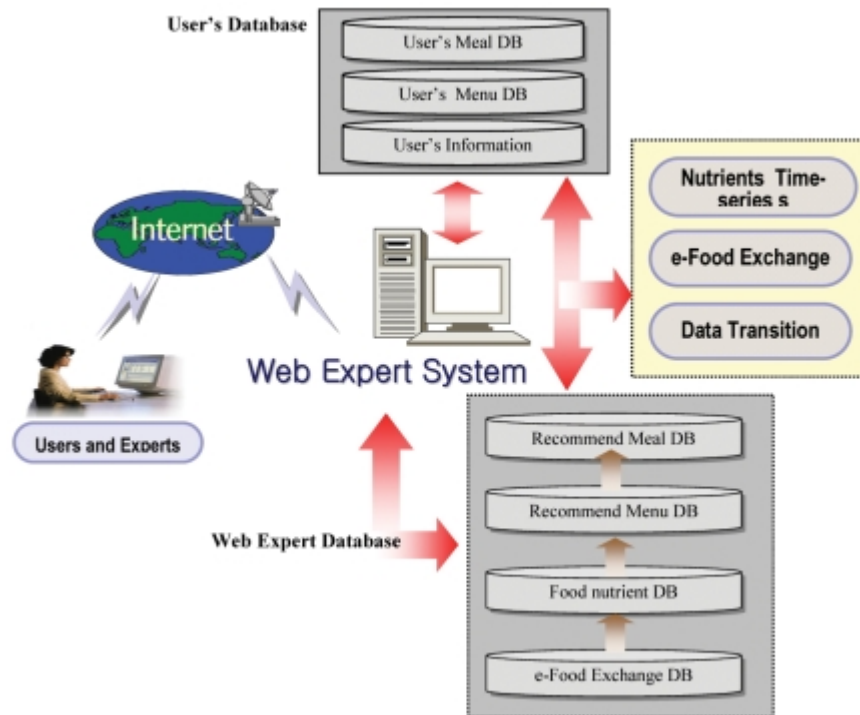 User's Database
User's Meal DB
User's Menu DB
User's Information
Nutrients Time-
series s
e-Food Exchange
Data Transition
Internet
Web Expert System
Users and Experts
Recommend Meal DB
Recommend Menu DB
Web Expert Database
Food nutrient DB
e-Food Exchange DB